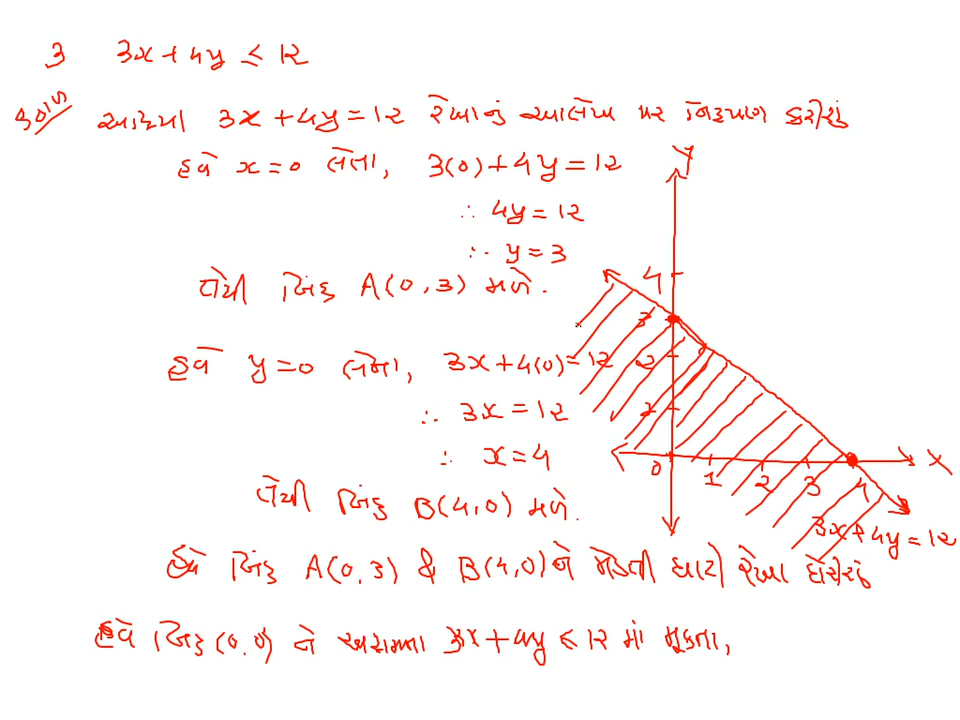 3 3x+4y ≤ 12
ઉકેલ આપણે 3x+4y=12 રેખાનું આલેખ પર નિરૂપણ કરીશું
હવે x=0 લેતા, 3(0)+4y=12
∴ 4y=12
∴ y=3
તેથી બિંદુ A(0,3) મળે.
હવે y=0 લેતા, 3x+4(0)=12
∴ 3x=12
∴ x=4
તેથી બિંદુ B(4,0) મળે.
Y
4
3
2
0 1 2 3 4 X
3x+4y=12
હવે બિંદુ A(0,3) & B(4,0) ને જોડતી ઘાટી રેખા દોરીશું
હવે બિંદુ (0,0) ને અસમતા 3x+4y ≤ 12 માં મૂકતા,